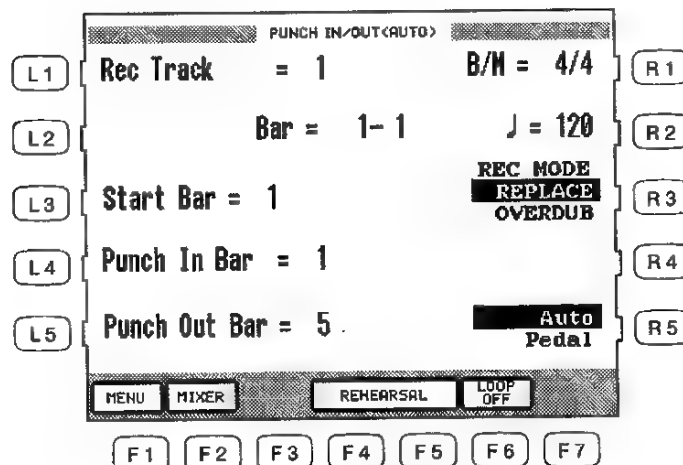 PUNCH IN/OUT(AUTO)
L1 Rec Track = 1 B/M = 4/4 R1
L2 Bar = 1- 1 ♩ = 120 R2
REC MODE
L3 Start Bar = 1 REPLACE R3
OVERDUB
L4 Punch In Bar = 1 R4
L5 Punch Out Bar = 5 Auto R5
Pedal
MENU MIXER REHEARSAL LOOP OFF
F1 F2 F3 F4 F5 F6 F7